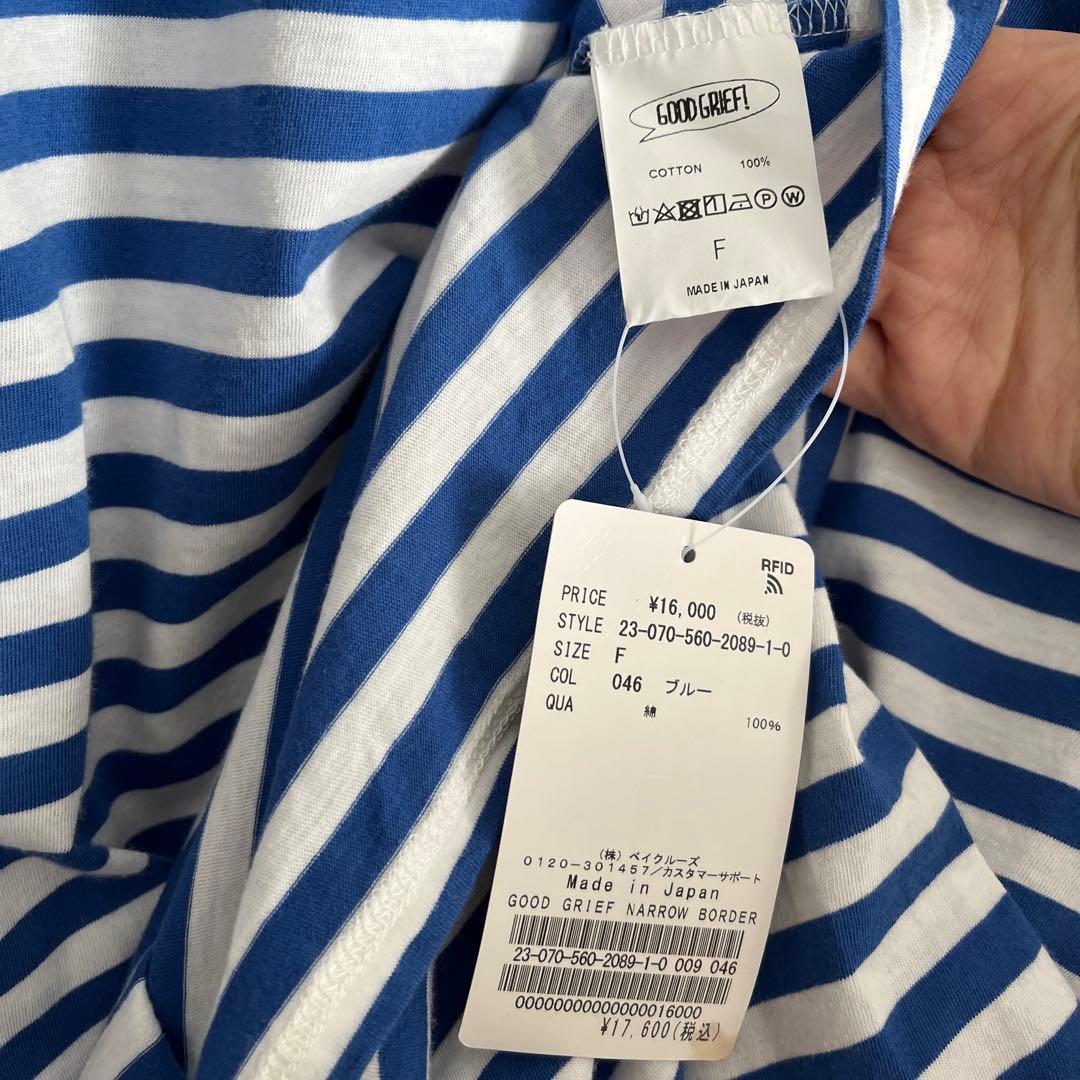 GOOD GRIEF!
COTTON 100%
F
MADE IN JAPAN
RFID
PRICE ¥16,000 (税抜)
STYLE 23-070-560-2089-1-0
SIZE F
COL 046 ブルー
QUA 綿 100%
(株) ベイクルーズ
0120-301457/カスタマーサポート
Made in Japan
GOOD GRIEF NARROW BORDER
23-070-560-2089-1-0 009 046
00000000000000016000
¥17,600(税込)